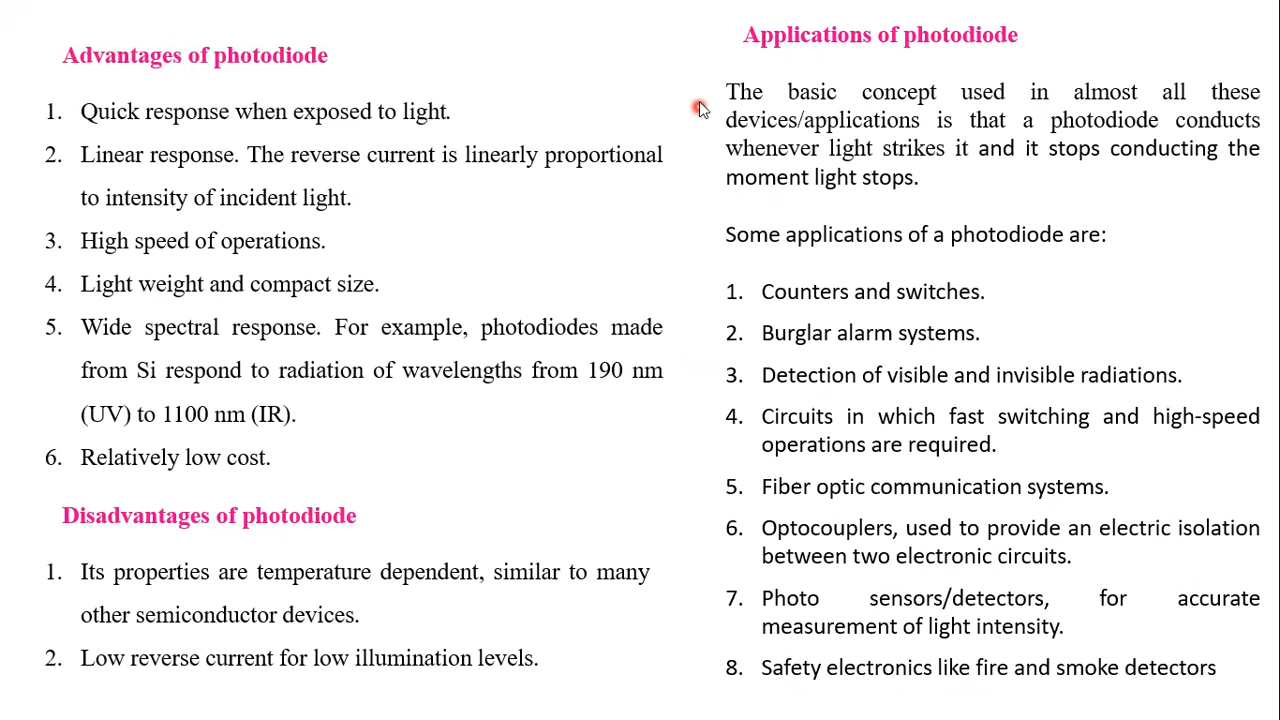 Advantages of photodiode
1. Quick response when exposed to light.
2. Linear response. The reverse current is linearly proportional
to intensity of incident light.
3. High speed of operations.
4. Light weight and compact size.
5. Wide spectral response. For example, photodiodes made
from Si respond to radiation of wavelengths from 190 nm
(UV) to 1100 nm (IR).
6. Relatively low cost.
Disadvantages of photodiode
1. Its properties are temperature dependent, similar to many
other semiconductor devices.
2. Low reverse current for low illumination levels.
Applications of photodiode
The basic concept used in almost all these
devices/applications is that a photodiode conducts
whenever light strikes it and it stops conducting the
moment light stops.
Some applications of a photodiode are:
1. Counters and switches.
2. Burglar alarm systems.
3. Detection of visible and invisible radiations.
4. Circuits in which fast switching and high-speed
operations are required.
5. Fiber optic communication systems.
6. Optocouplers, used to provide an electric isolation
between two electronic circuits.
7. Photo sensors/detectors, for accurate
measurement of light intensity.
8. Safety electronics like fire and smoke detectors